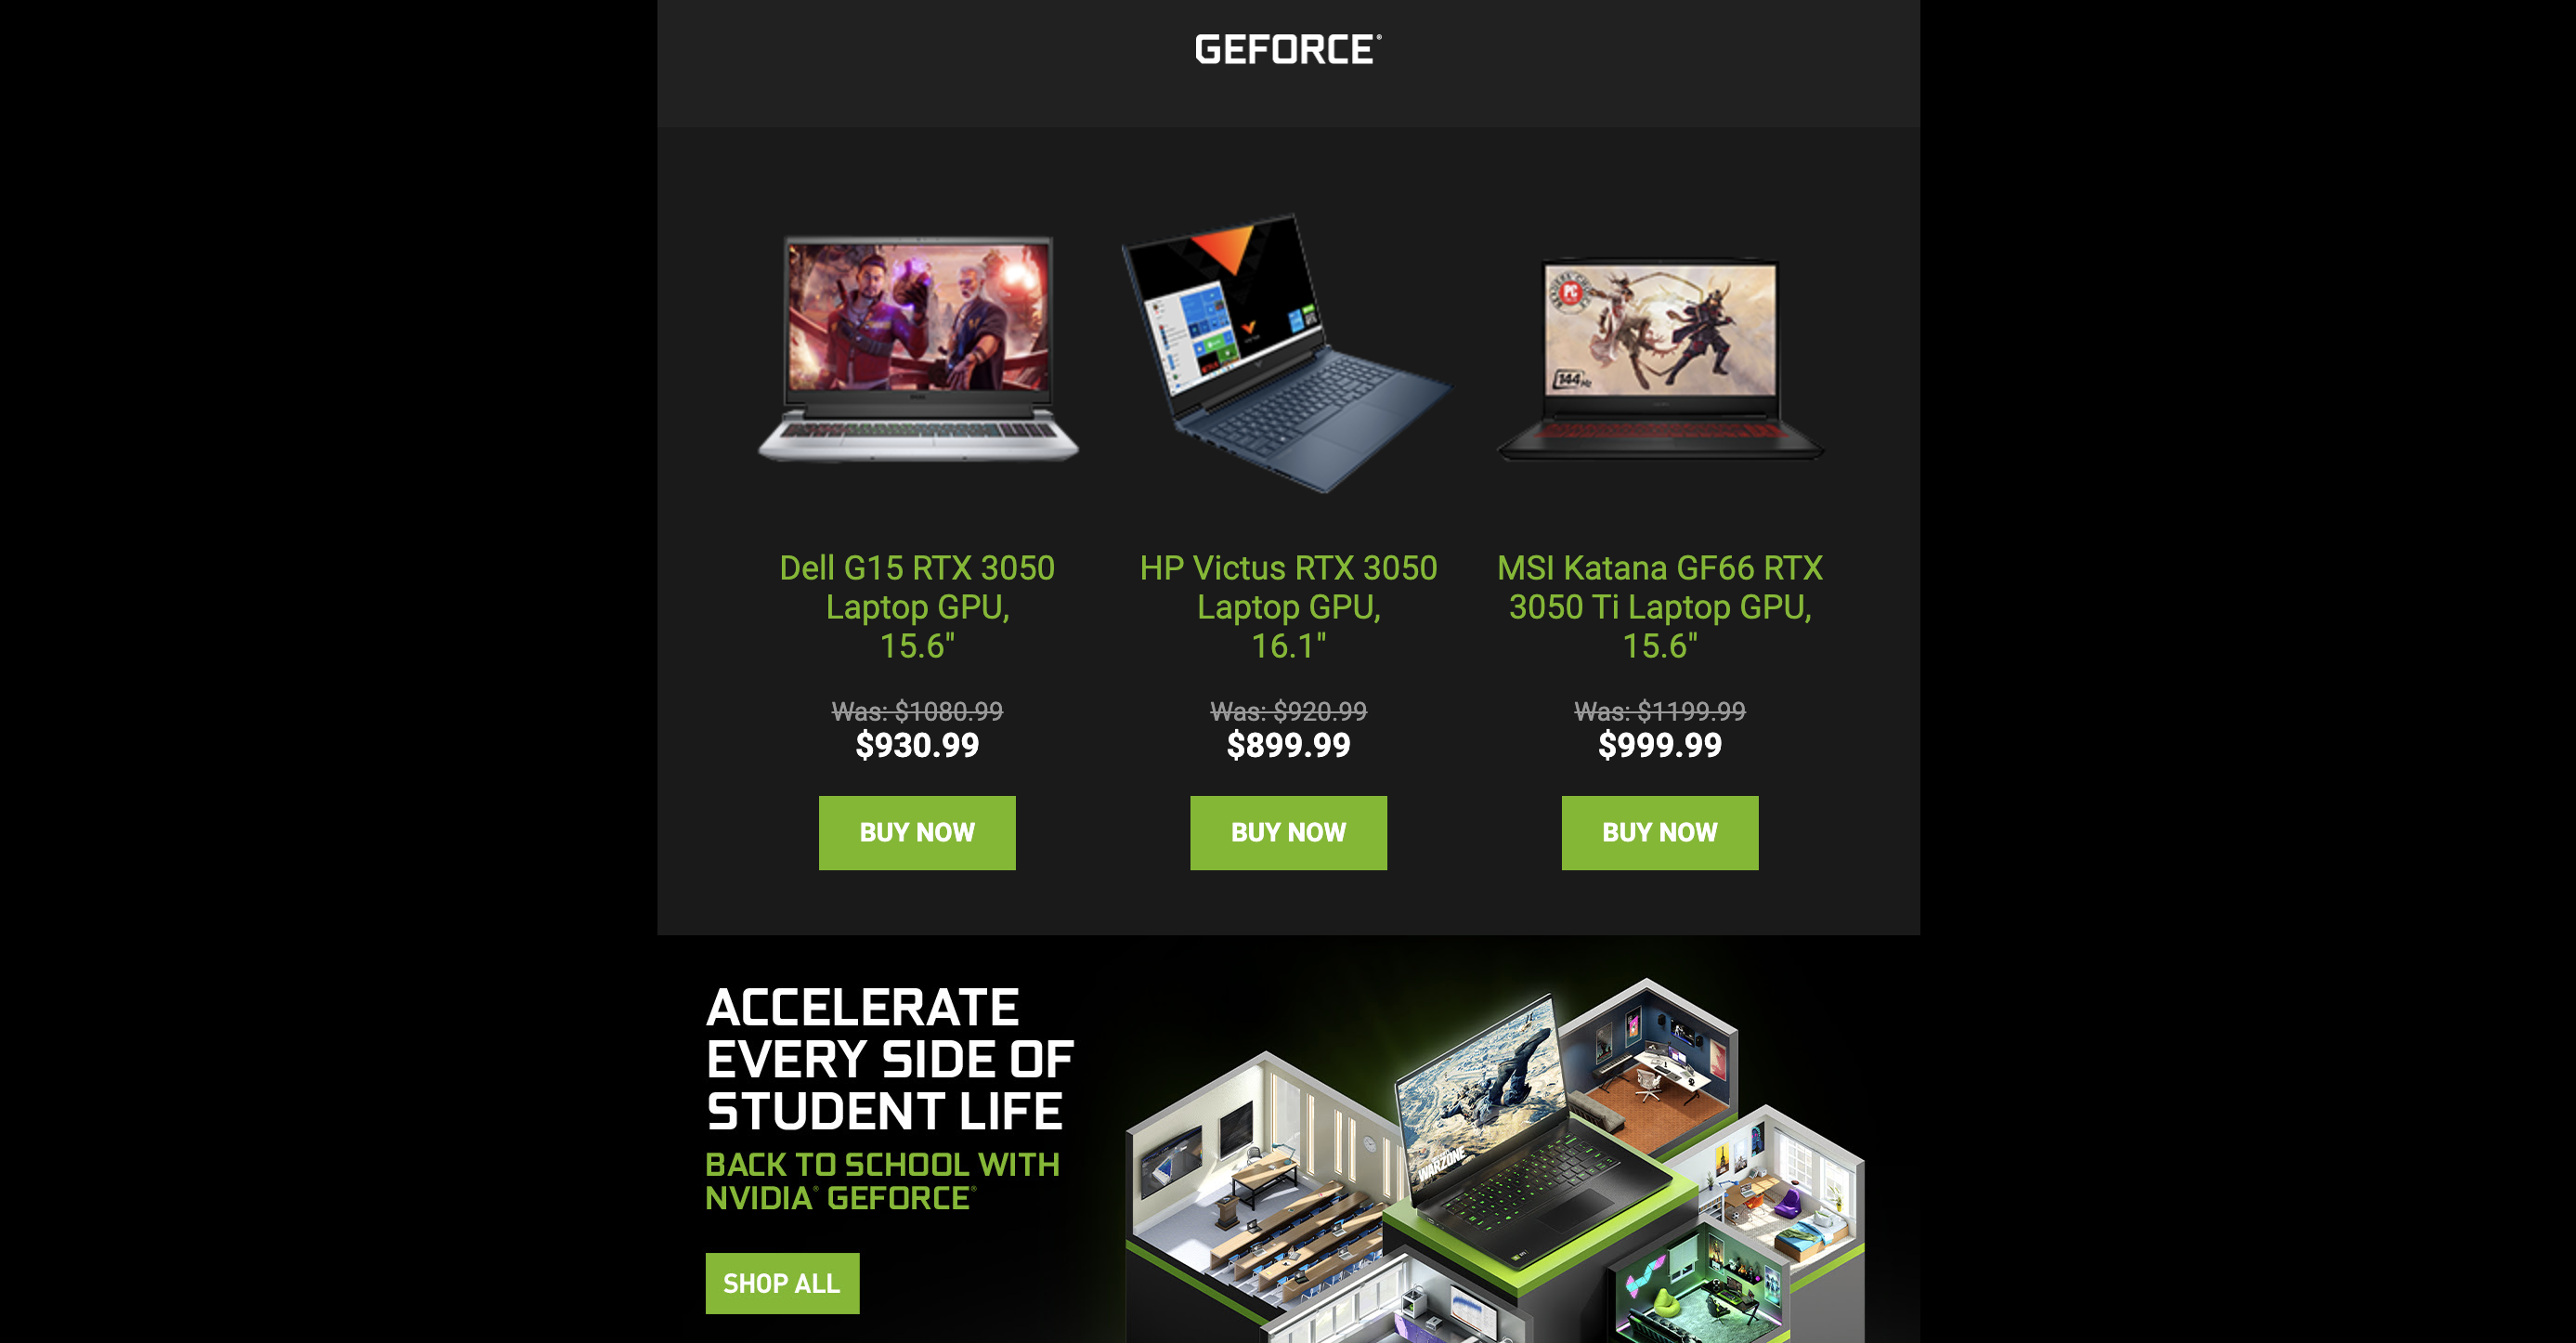 GEFORCE®
PC
144Hz
Dell G15 RTX 3050
Laptop GPU,
15.6"
HP Victus RTX 3050
Laptop GPU,
16.1"
MSI Katana GF66 RTX
3050 Ti Laptop GPU,
15.6"
Was: $1080.99
$930.99
Was: $920.99
$899.99
Was: $1199.99
$999.99
BUY NOW
BUY NOW
BUY NOW
ACCELERATE
EVERY SIDE OF
STUDENT LIFE
BACK TO SCHOOL WITH
NVIDIA® GEFORCE®
SHOP ALL
WARZONE